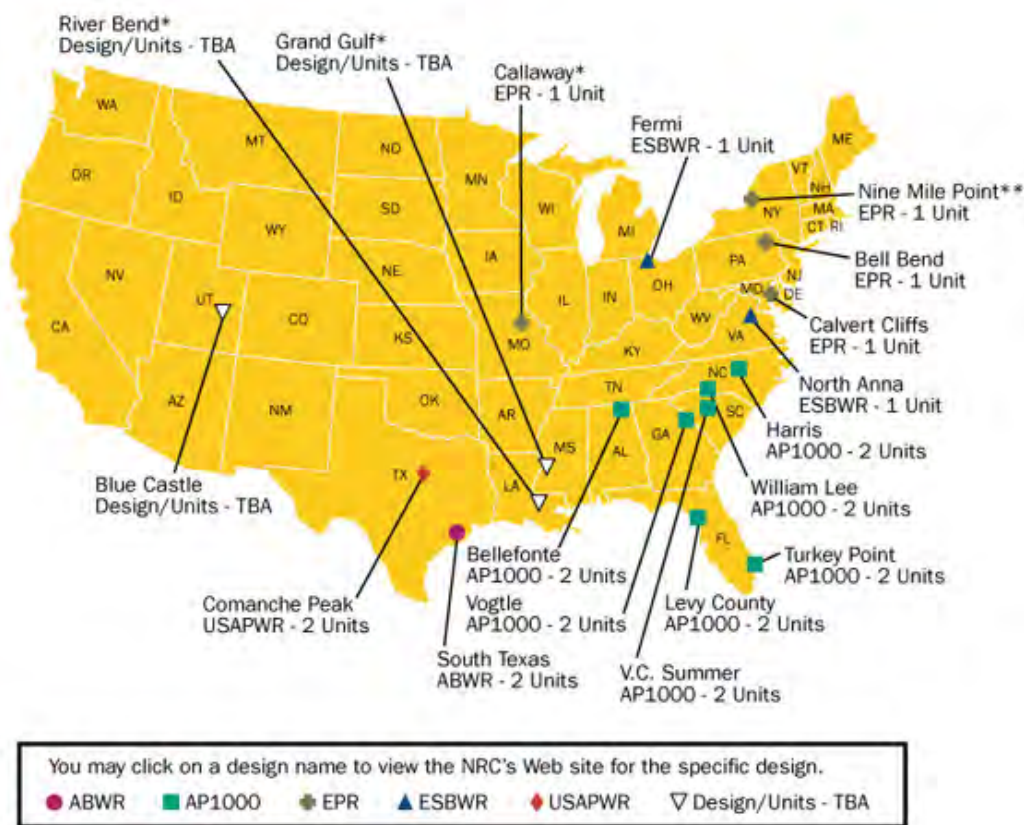 River Bend*
Design/Units - TBA
Grand Gulf*
Design/Units - TBA
Callaway*
EPR - 1 Unit
Fermi
ESBWR - 1 Unit
Nine Mile Point**
EPR - 1 Unit
Bell Bend
EPR - 1 Unit
Calvert Cliffs
EPR - 1 Unit
North Anna
ESBWR - 1 Unit
Harris
AP1000 - 2 Units
William Lee
AP1000 - 2 Units
Turkey Point
AP1000 - 2 Units
Levy County
AP1000 - 2 Units
V.C. Summer
AP1000 - 2 Units
Bellefonte
AP1000 - 2 Units
Vogtle
AP1000 - 2 Units
South Texas
ABWR - 2 Units
Comanche Peak
USAPWR - 2 Units
Blue Castle
Design/Units - TBA
WA
MT
ND
MN
ME
VT
NH
OR
ID
SD
WI
MI
NY
MA
CT RI
WY
IA
PA
NJ
NV
NE
OH
MD
DE
UT
CO
IL
IN
WV
VA
CA
KS
MO
KY
NC
AZ
NM
OK
AR
TN
SC
MS
AL
GA
TX
LA
FL
You may click on a design name to view the NRC's Web site for the specific design.
ABWR AP1000 EPR ESBWR USAPWR Design/Units - TBA